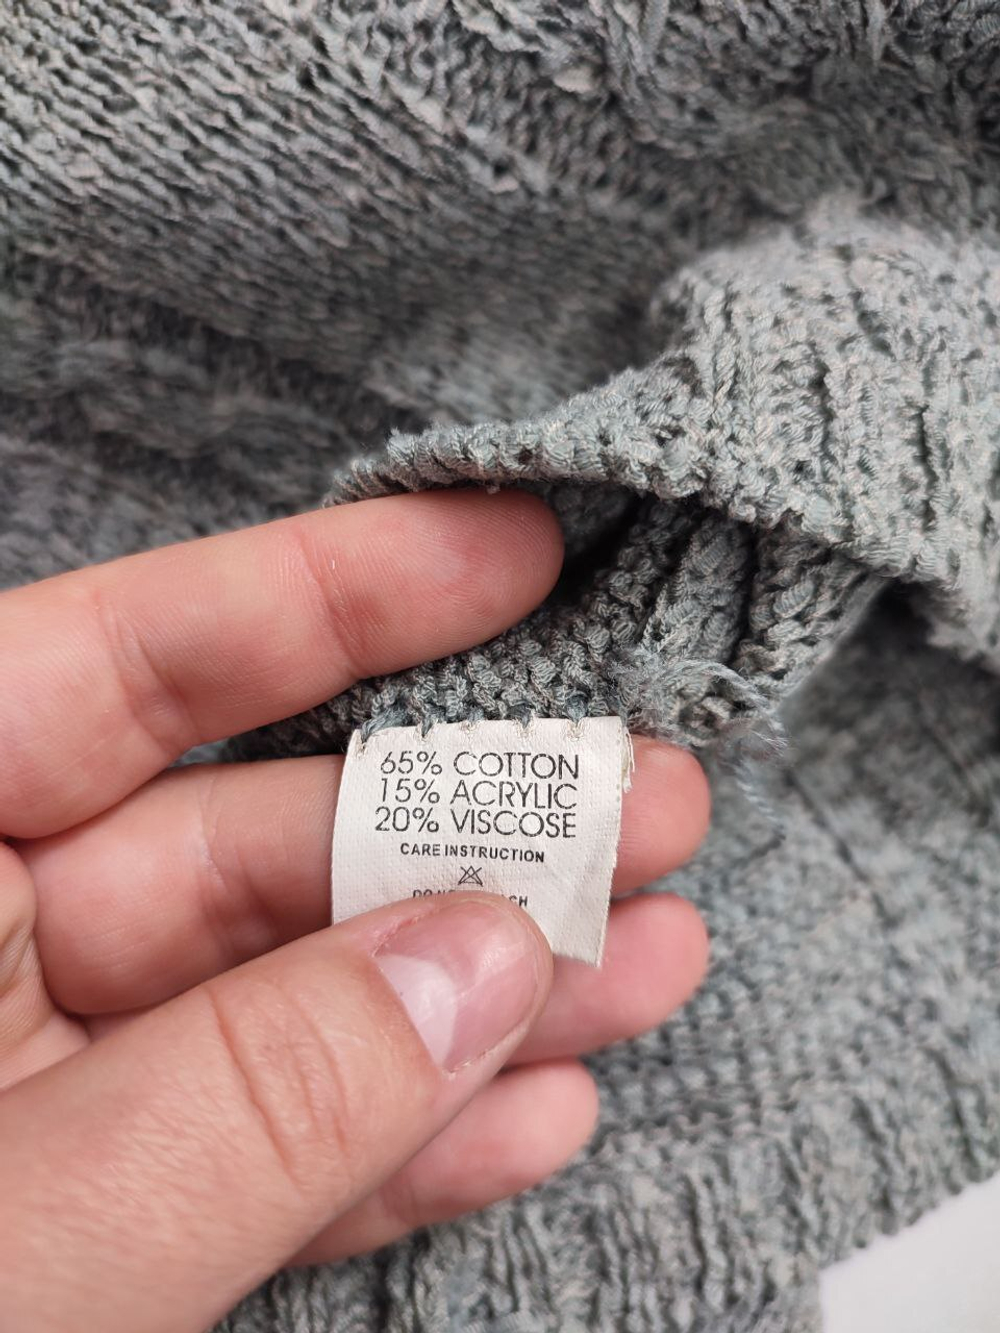 65% COTTON
15% ACRYLIC
20% VISCOSE
CARE INSTRUCTION